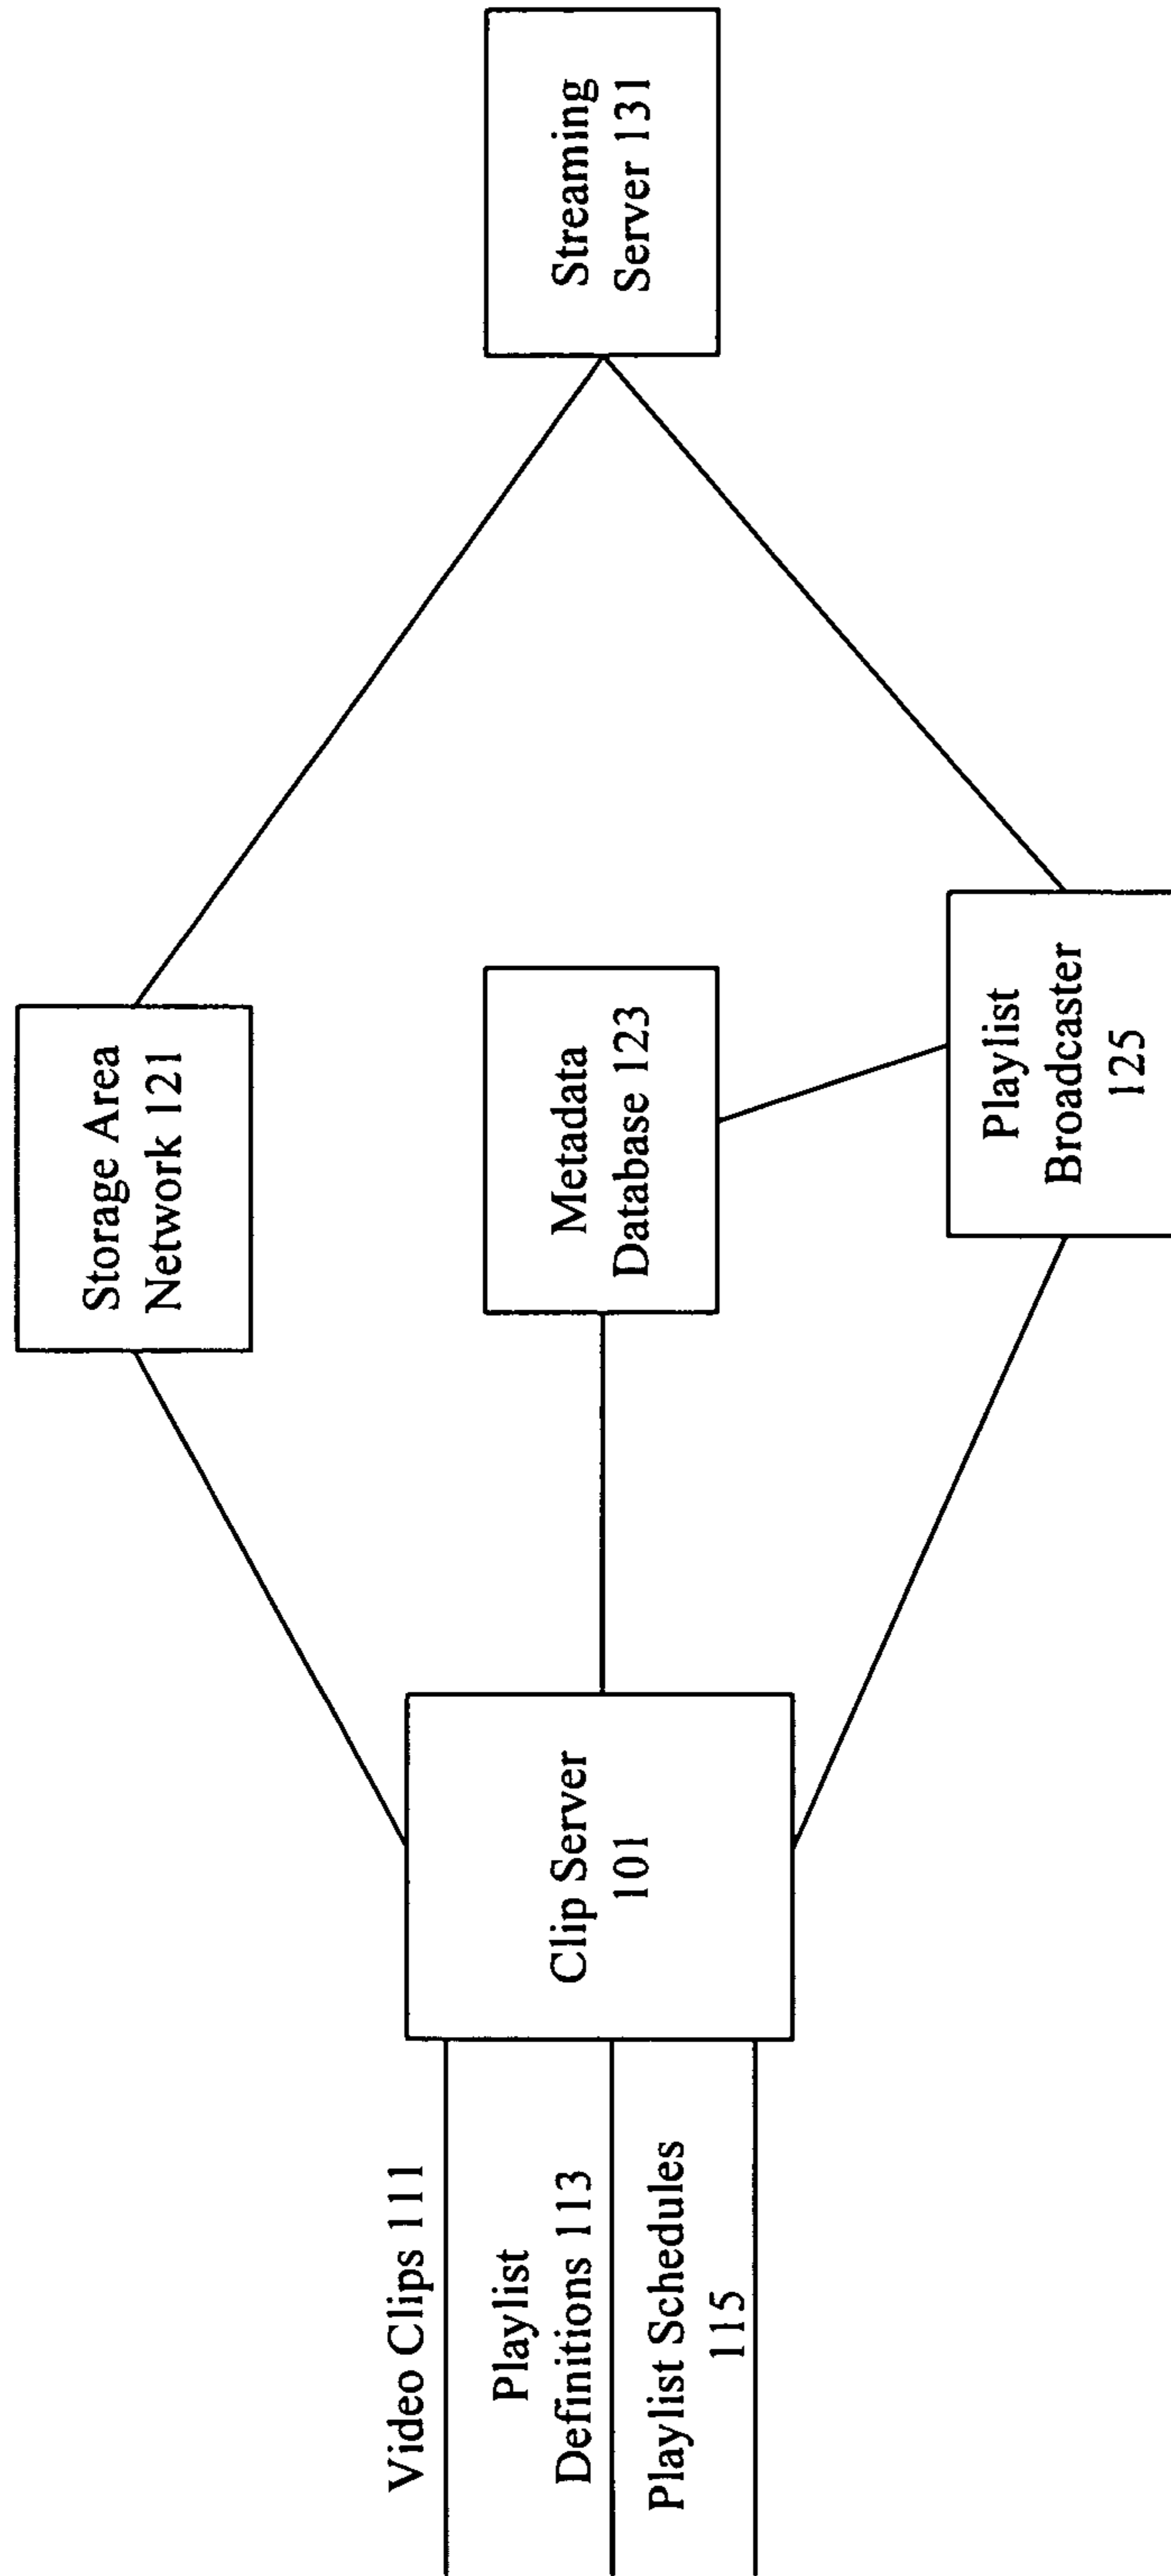 Video Clips 111
Playlist
Definitions 113
Playlist Schedules
115
Clip Server
101
Storage Area
Network 121
Metadata
Database 123
Playlist
Broadcaster
125
Streaming
Server 131